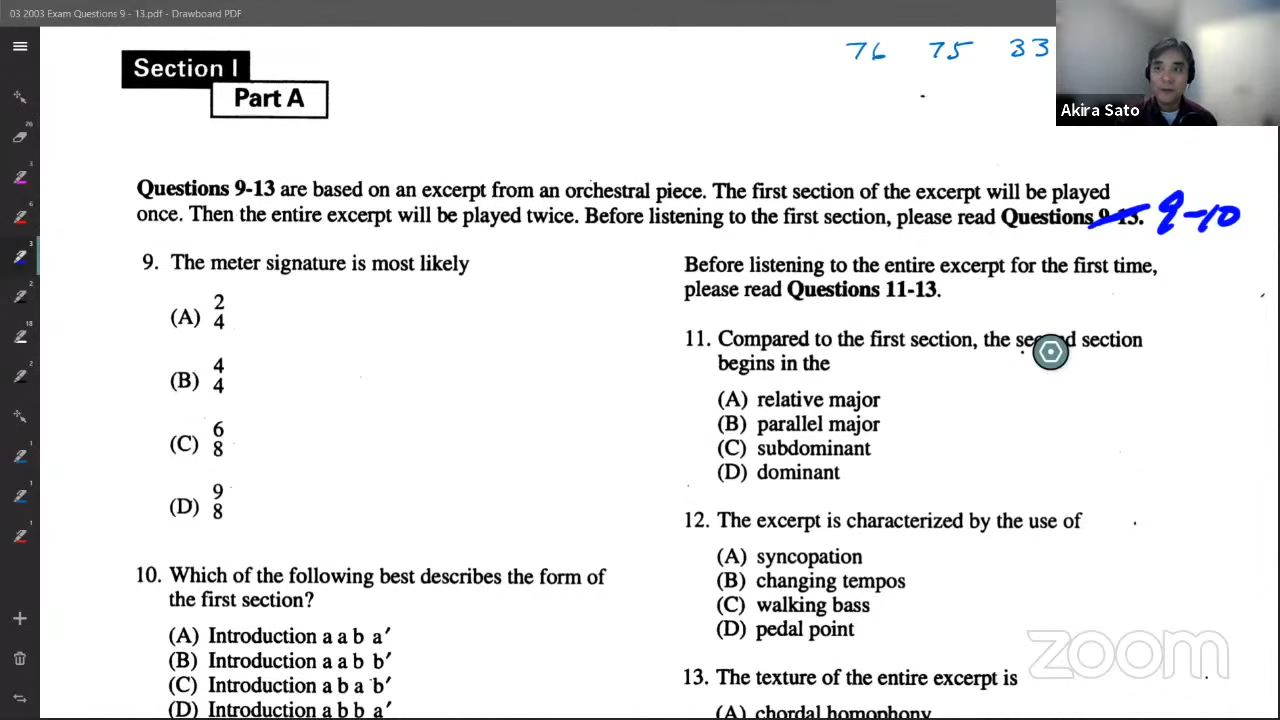 03 2003 Exam Questions 9 - 13.pdf - Drawboard PDF
76 75 33
Akira Sato
Section I
Part A
Questions 9-13 are based on an excerpt from an orchestral piece. The first section of the excerpt will be played
once. Then the entire excerpt will be played twice. Before listening to the first section, please read Questions 9-13. 9-10
9. The meter signature is most likely
(A) 2
4
(B) 4
4
(C) 6
8
(D) 9
8
10. Which of the following best describes the form of
the first section?
(A) Introduction a a b a′
(B) Introduction a a b b′
(C) Introduction a b a b′
(D) Introduction a b b a′
Before listening to the entire excerpt for the first time,
please read Questions 11-13.
11. Compared to the first section, the second section
begins in the
(A) relative major
(B) parallel major
(C) subdominant
(D) dominant
12. The excerpt is characterized by the use of
(A) syncopation
(B) changing tempos
(C) walking bass
(D) pedal point
13. The texture of the entire excerpt is
(A) chordal homophony
zoom